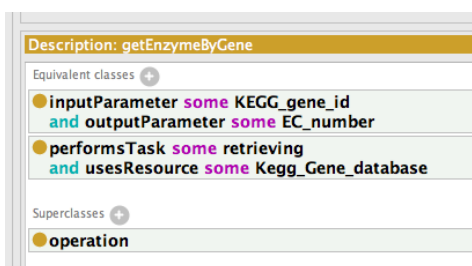 Description: getEnzymeByGene
Equivalent classes
inputParameter some KEGG_gene_id
and outputParameter some EC_number
performsTask some retrieving
and usesResource some Kegg_Gene_database
Superclasses
operation